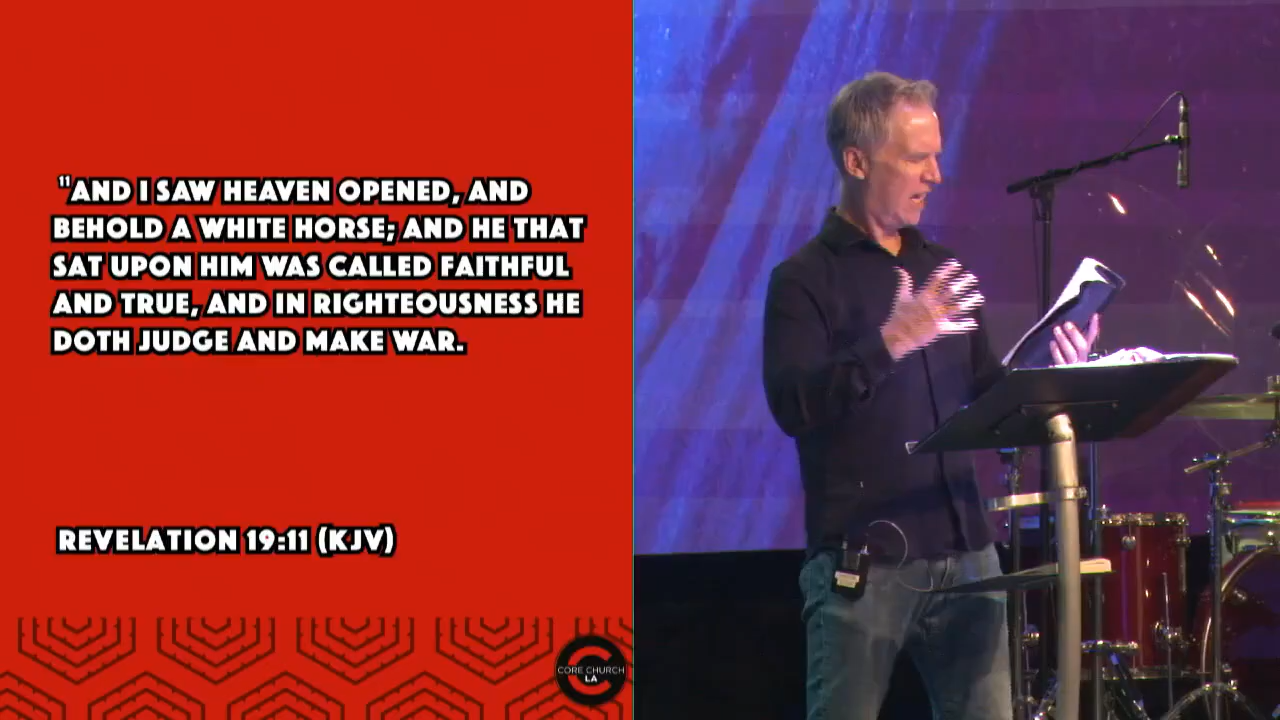 ¹¹AND I SAW HEAVEN OPENED, AND
BEHOLD A WHITE HORSE; AND HE THAT
SAT UPON HIM WAS CALLED FAITHFUL
AND TRUE, AND IN RIGHTEOUSNESS HE
DOTH JUDGE AND MAKE WAR.
REVELATION 19:11 (KJV)
CORE CHURCH
LA